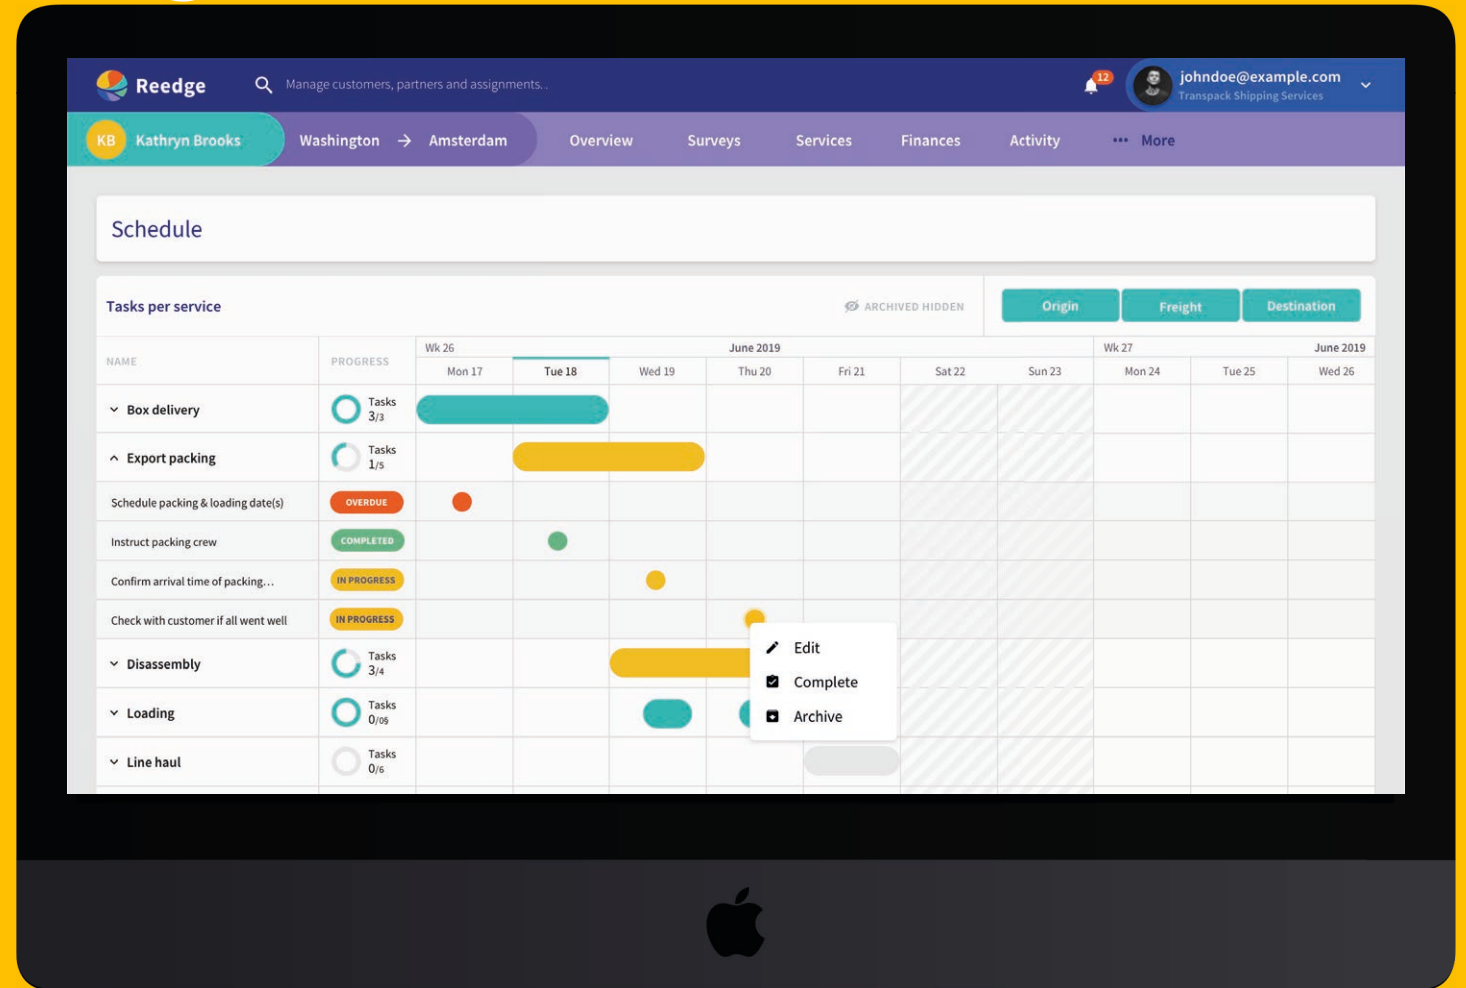 Reedge
Manage customers, partners and assignments..
12
johndoe@example.com
Transpack Shipping Services
KB
Kathryn Brooks
Washington → Amsterdam
Overview
Surveys
Services
Finances
Activity
••• More
Schedule
Tasks per service
ARCHIVED HIDDEN
Origin
Freight
Destination
NAME
PROGRESS
Wk 26
June 2019
Wk 27
June 2019
Mon 17
Tue 18
Wed 19
Thu 20
Fri 21
Sat 22
Sun 23
Mon 24
Tue 25
Wed 26
Box delivery
Tasks
3/3
Export packing
Tasks
1/5
Schedule packing & loading date(s)
OVERDUE
Instruct packing crew
COMPLETED
Confirm arrival time of packing...
IN PROGRESS
Check with customer if all went well
IN PROGRESS
Edit
Complete
Archive
Disassembly
Tasks
3/4
Loading
Tasks
0/0§
Line haul
Tasks
0/6